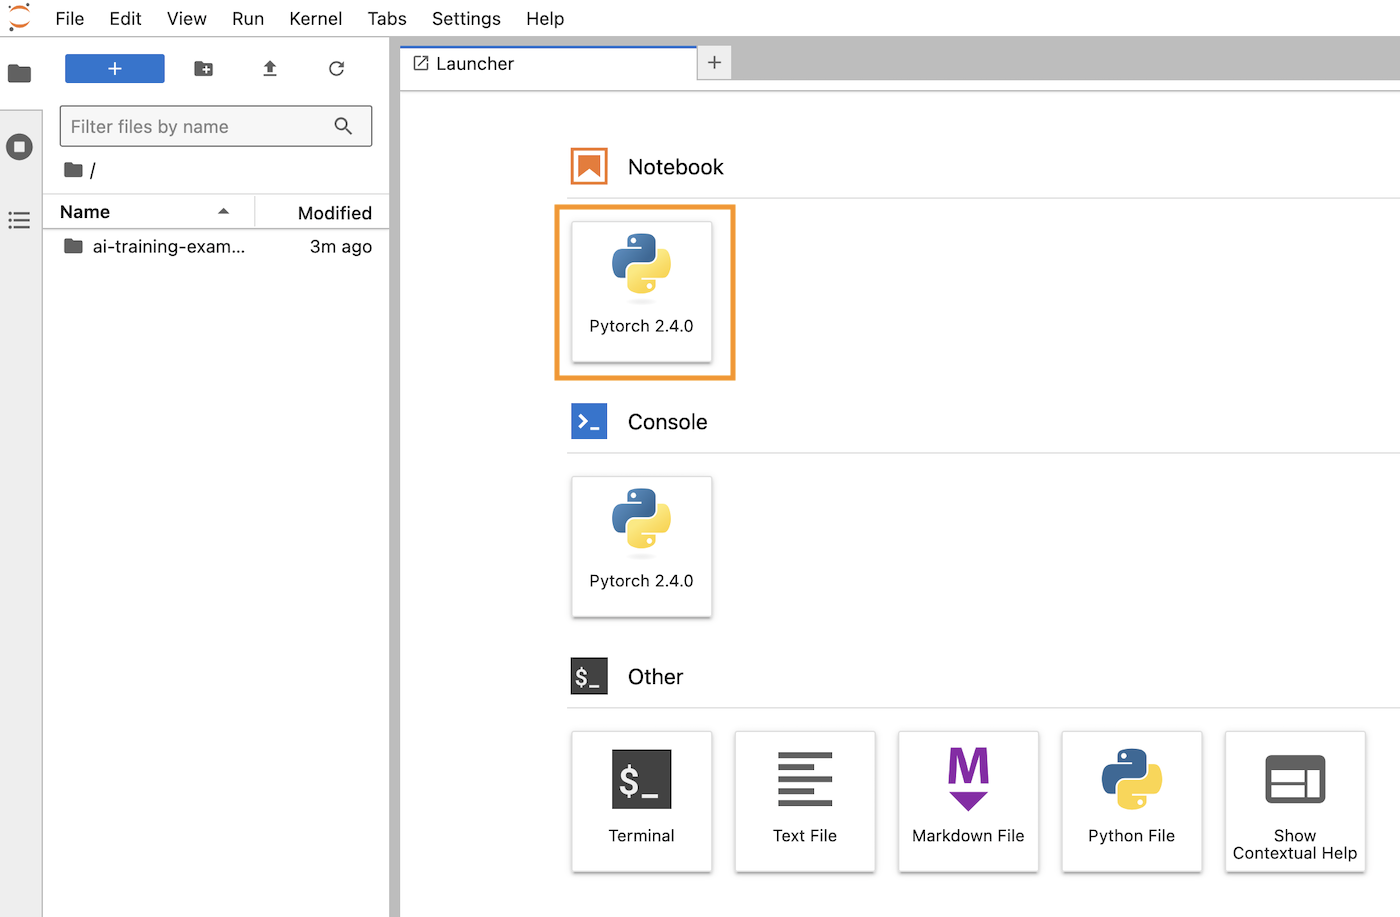 File Edit View Run Kernel Tabs Settings Help
Launcher
Filter files by name
/
Name Modified
ai-training-exam... 3m ago
Notebook
Pytorch 2.4.0
Console
Pytorch 2.4.0
$_ Other
$_
Terminal
Text File
M
Markdown File
Python File
Show
Contextual Help